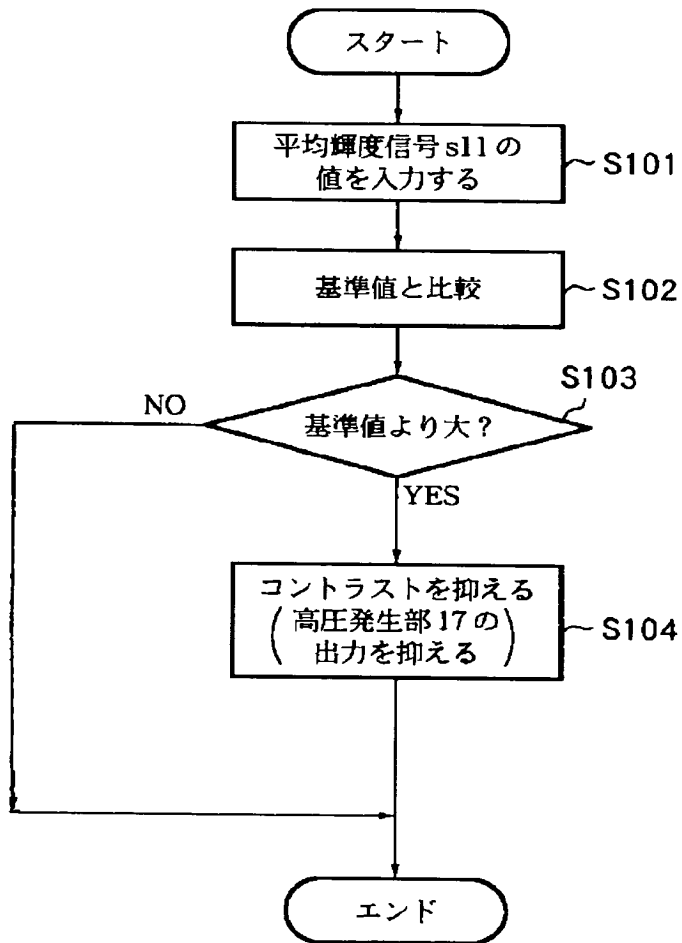 スタート
平均輝度信号s11の
値を入力する
S101
基準値と比較
S102
S103
NO
基準値より大?
YES
コントラストを抑える
(高圧発生部17の
出力を抑える)
S104
エンド